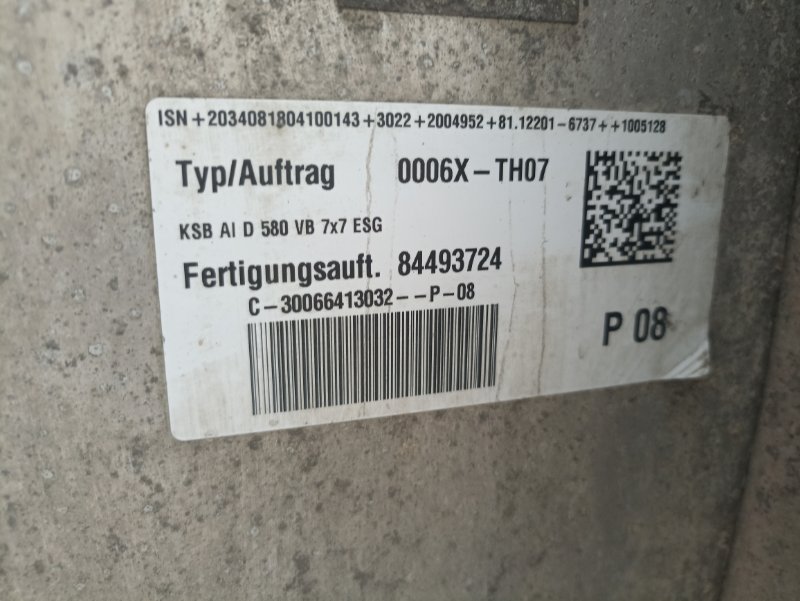 ISN+2034081804100143+3022+2004952+81.12201-6737++1005128
Typ/Auftrag 0006X-TH07
KSB Al D 580 VB 7x7 ESG
Fertigungsauft. 84493724
C-30066413032--P-08
P 08